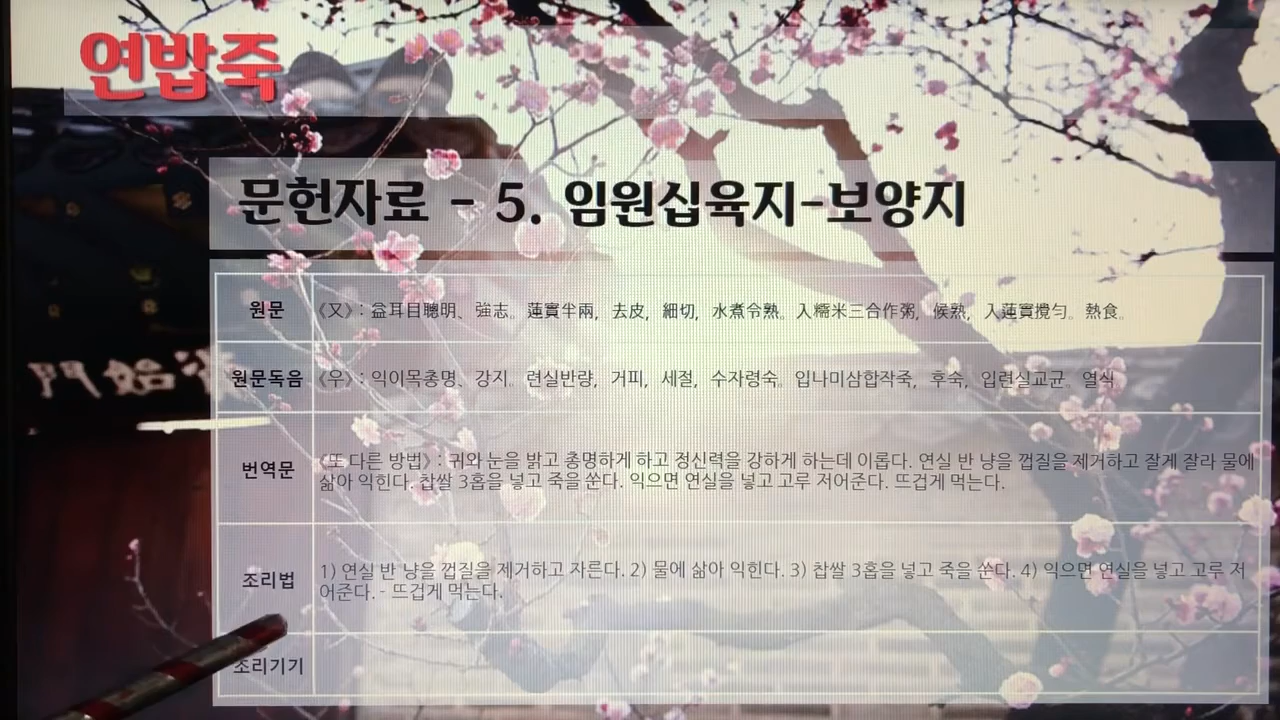 연밥죽
문헌자료 - 5. 임원십육지-보양지
원문 《又》: 益耳目聰明、強志。蓮實半兩, 去皮, 細切, 水煮令熟。入糯米三合作粥, 候熟, 入蓮實攪勻。熱食。
원문독음 《우》: 익이목총명、강지。련실반량, 거피, 세절, 수자령숙。입나미삼합작죽, 후숙, 입련실교균。열식
번역문 《또 다른 방법》: 귀와 눈을 밝고 총명하게 하고 정신력을 강하게 하는데 이롭다. 연실 반 냥을 껍질을 제거하고 잘게 잘라 물에
삶아 익힌다. 찹쌀 3홉을 넣고 죽을 쑨다. 익으면 연실을 넣고 고루 저어준다. 뜨겁게 먹는다.
조리법 1) 연실 반 냥을 껍질을 제거하고 자른다. 2) 물에 삶아 익힌다. 3) 찹쌀 3홉을 넣고 죽을 쑨다. 4) 익으면 연실을 넣고 고루 저
어준다. - 뜨겁게 먹는다.
조리기기
門始